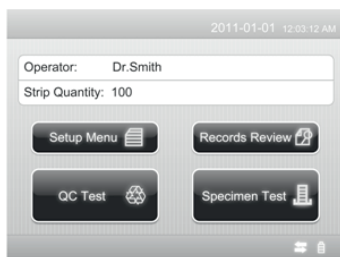 2011-01-01 12:03:12 AM
Operator: Dr.Smith
Strip Quantity: 100
Setup Menu
Records Review
QC Test
Specimen Test